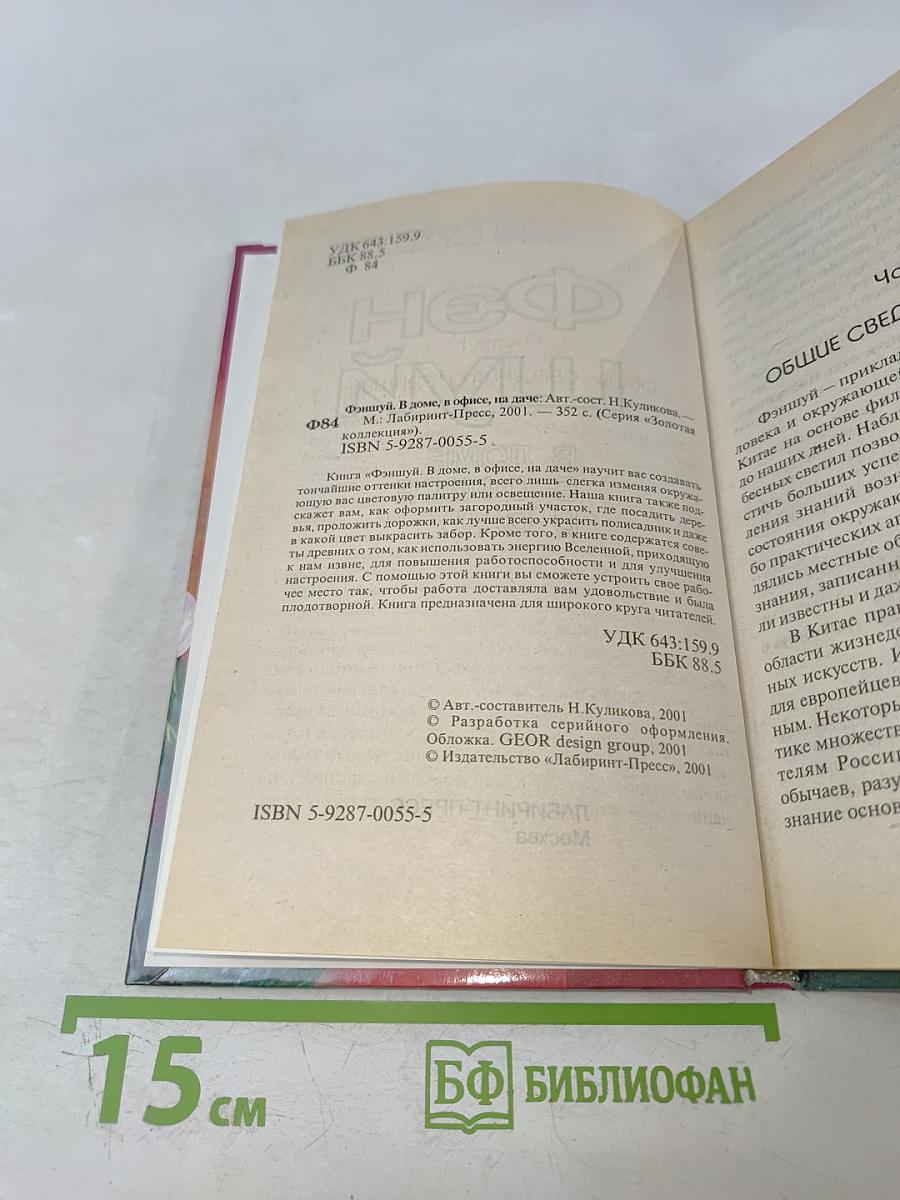 УДК 643:159.9
ББК 88.5
Ф 84
Фэншуй. В доме, в офисе, на даче: Авт.-сост. Н.Куликова.—
Ф84 М.: Лабиринт-Пресс, 2001. — 352 с. (Серия «Золотая
коллекция»).
ISBN 5-9287-0055-5
Книга «Фэншуй. В доме, в офисе, на даче» научит вас создавать
тончайшие оттенки настроения, всего лишь слегка изменяя окружа-
ющую вас цветовую палитру или освещение. Наша книга также под-
скажет вам, как оформить загородный участок, где посадить дере-
вья, проложить дорожки, как лучше всего украсить полисадник и даже
в какой цвет выкрасить забор. Кроме того, в книге содержатся сове-
ты древних о том, как использовать энергию Вселенной, приходящую
к нам извне, для повышения работоспособности и для улучшения
настроения. С помощью этой книги вы сможете устроить свое рабо-
чее место так, чтобы работа доставляла вам удовольствие и была
плодотворной. Книга предназначена для широкого круга читателей.
УДК 643:159.9
ББК 88.5
© Авт.-составитель Н.Куликова, 2001
© Разработка серийного оформления.
Обложка. GEOR design group, 2001
© Издательство «Лабиринт-Пресс», 2001
ISBN 5-9287-0055-5
ОБЩИЕ СВЕД
Фэншуй — приклад
ловека и окружающей
Китае на основе фил
до наших дней. Набл
бесных светил позво
стичь больших успе
ления знаний возн
состояния окружаю
бо практических
лялись местные об
знания, записанн
ли известны и даж
В Китае прак
области жизнеде
ных искусств. И
для европейцев
ным. Некоторы
тике множеств
телям России
обычаев, разу
знание основ
15 см
БФ БИБЛИОФАН